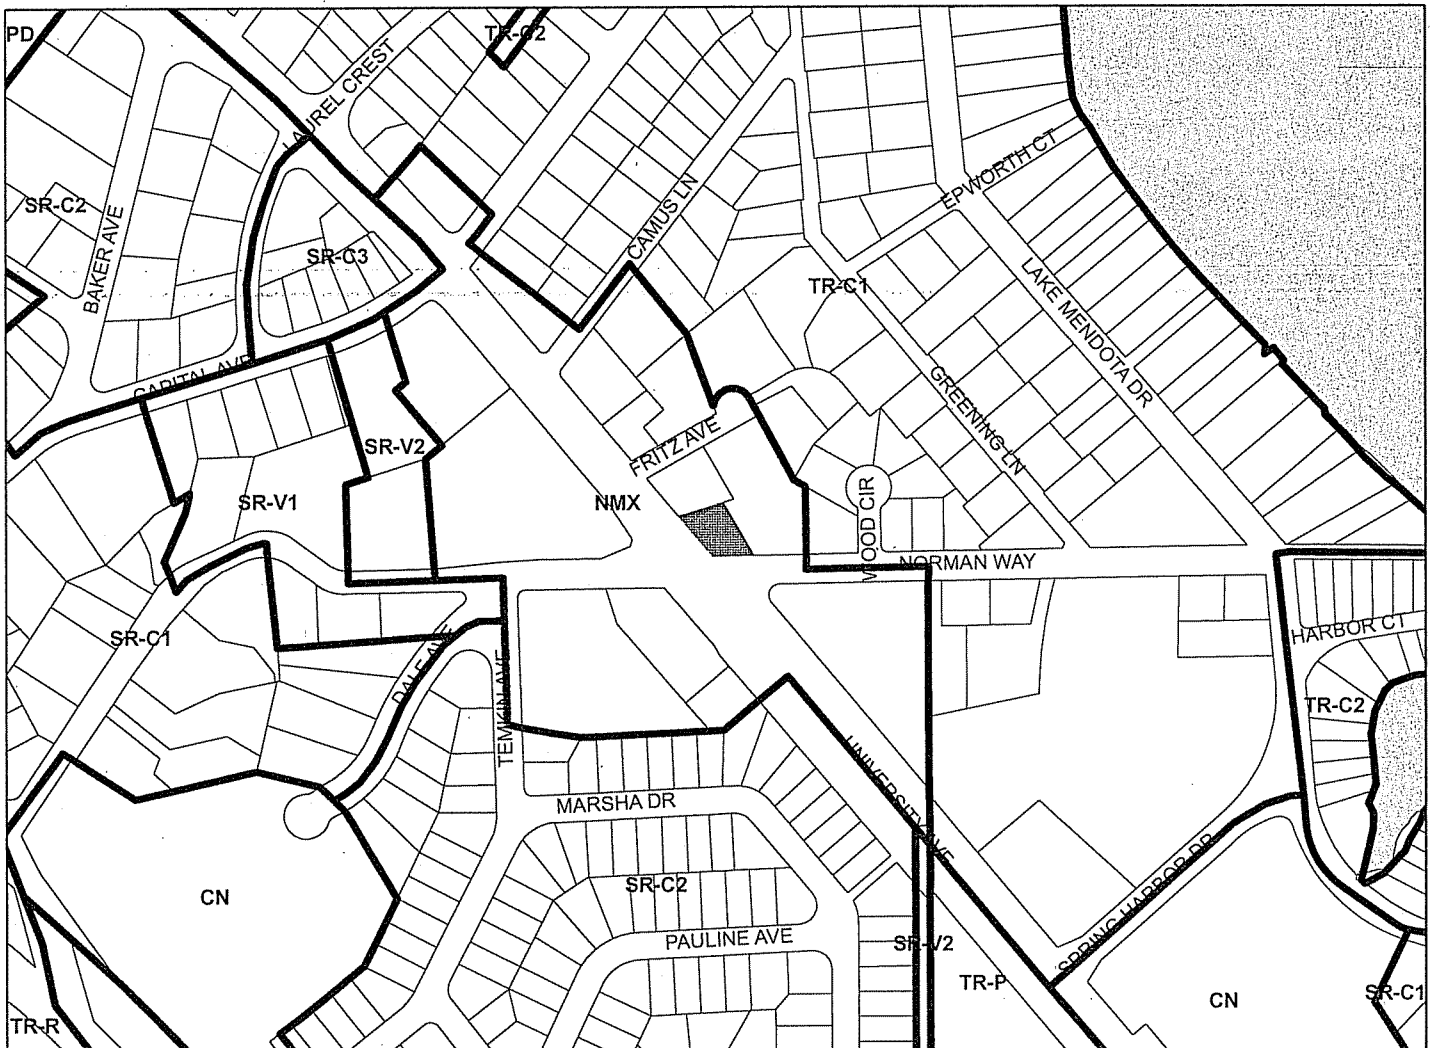 PD
TR-C2
LAUREL CREST
SR-C2
BAKER AVE
SR-C3
CAMUS LN
EPWORTH CT
TR-C1
LAKE MENDOTA DR
CAPITAL AVE
GREENING LN
SR-V2
FRITZ AVE
SR-V1
NMX
WOOD CIR
NORMAN WAY
SR-C1
DALE AVE
TEMKIN AVE
HARBOR CT
TR-C2
UNIVERSITY AVE
MARSHA DR
SPRING HARBOR DR
CN
SR-C2
PAULINE AVE
SR-V2
TR-P
CN
SR-C1
TR-R